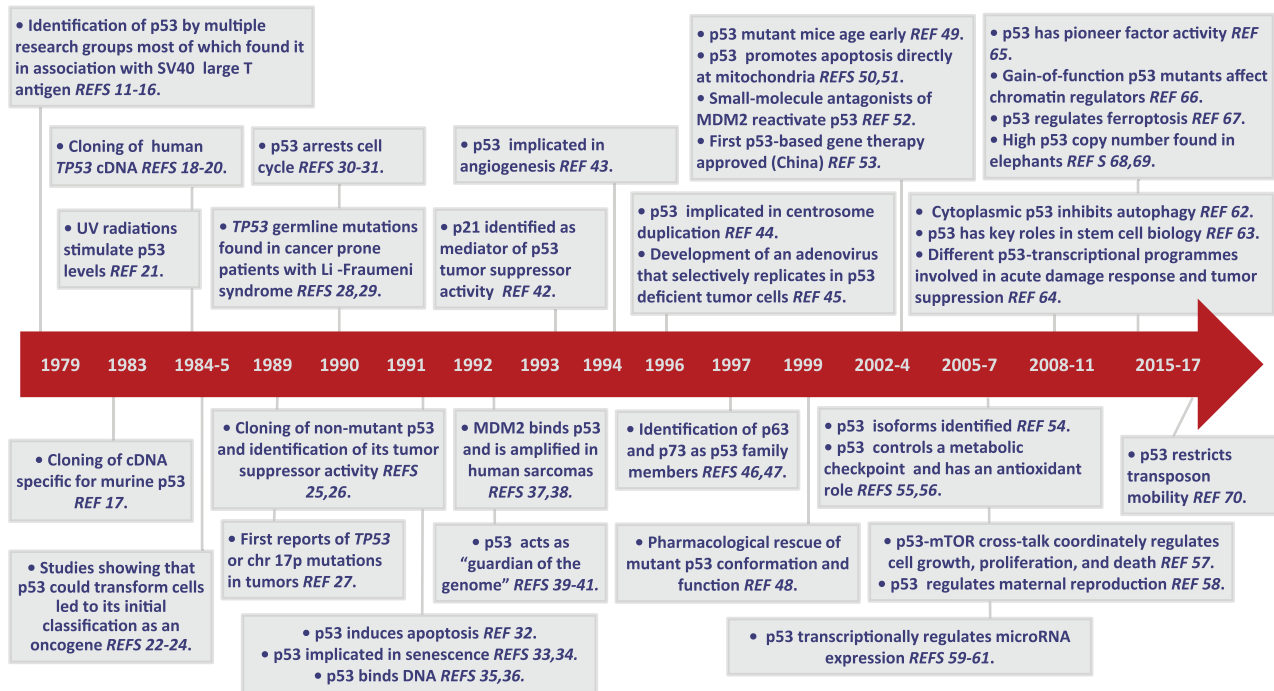 • Identification of p53 by multiple
research groups most of which found it
in association with SV40 large T
antigen REFS 11-16.
• Cloning of human
TP53 cDNA REFS 18-20.
• UV radiations
stimulate p53
levels REF 21.
• p53 arrests cell
cycle REFS 30-31.
• TP53 germline mutations
found in cancer prone
patients with Li -Fraumeni
syndrome REFS 28,29.
• p53 implicated in
angiogenesis REF 43.
• p21 identified as
mediator of p53
tumor suppressor
activity REF 42.
• p53 mutant mice age early REF 49.
• p53 promotes apoptosis directly
at mitochondria REFS 50,51.
• Small-molecule antagonists of
MDM2 reactivate p53 REF 52.
• First p53-based gene therapy
approved (China) REF 53.
• p53 implicated in centrosome
duplication REF 44.
• Development of an adenovirus
that selectively replicates in p53
deficient tumor cells REF 45.
• p53 has pioneer factor activity REF
65.
• Gain-of-function p53 mutants affect
chromatin regulators REF 66.
• p53 regulates ferroptosis REF 67.
• High p53 copy number found in
elephants REF S 68,69.
• Cytoplasmic p53 inhibits autophagy REF 62.
• p53 has key roles in stem cell biology REF 63.
• Different p53-transcriptional programmes
involved in acute damage response and tumor
suppression REF 64.
1979 1983 1984-5 1989 1990 1991 1992 1993 1994 1996 1997 1999 2002-4 2005-7 2008-11 2015-17
• Cloning of cDNA
specific for murine p53
REF 17.
• Studies showing that
p53 could transform cells
led to its initial
classification as an
oncogene REFS 22-24.
• Cloning of non-mutant p53
and identification of its tumor
suppressor activity REFS
25,26.
• First reports of TP53
or chr 17p mutations
in tumors REF 27.
• p53 induces apoptosis REF 32.
• p53 implicated in senescence REFS 33,34.
• p53 binds DNA REFS 35,36.
• MDM2 binds p53
and is amplified in
human sarcomas
REFS 37,38.
• p53 acts as
“guardian of the
genome” REFS 39-41.
• Identification of p63
and p73 as p53 family
members REFS 46,47.
• Pharmacological rescue of
mutant p53 conformation and
function REF 48.
• p53 isoforms identified REF 54.
• p53 controls a metabolic
checkpoint and has an antioxidant
role REFS 55,56.
• p53-mTOR cross-talk coordinately regulates
cell growth, proliferation, and death REF 57.
• p53 regulates maternal reproduction REF 58.
• p53 transcriptionally regulates microRNA
expression REFS 59-61.
• p53 restricts
transposon
mobility REF 70.